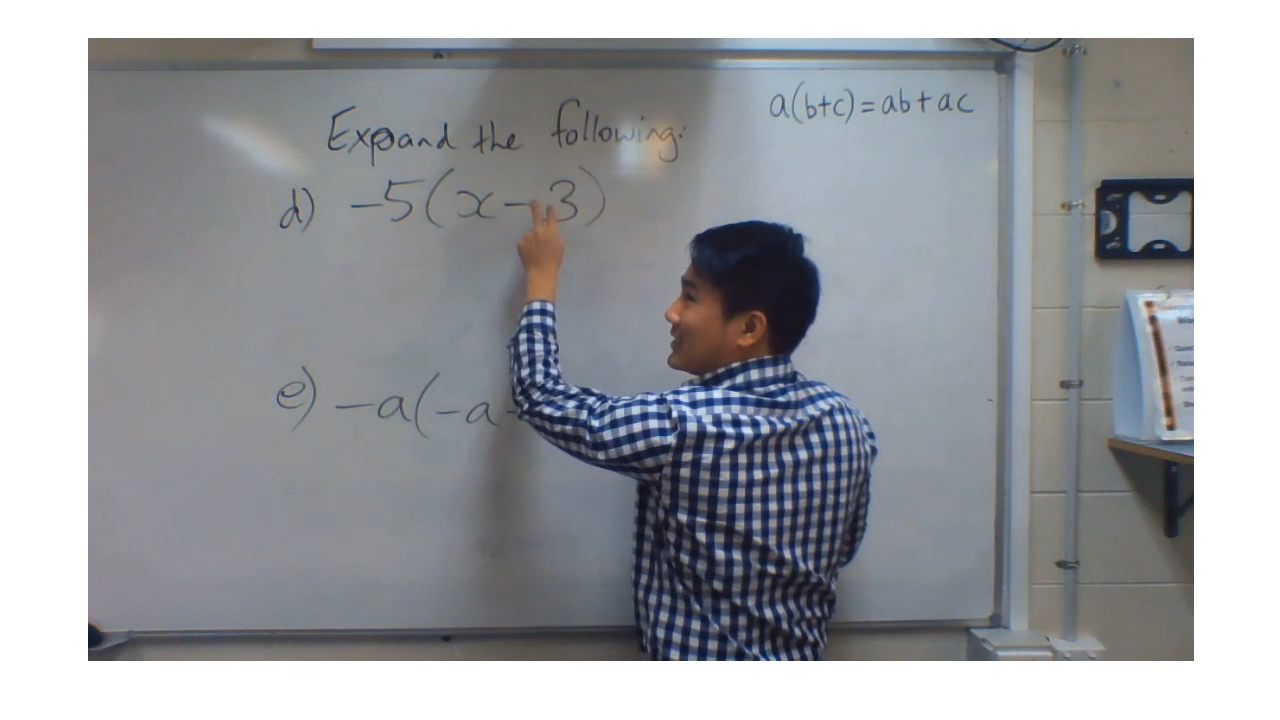 a(b+c)=ab+ac
Expand the following:
d) -5(x-3)
e) -a(-a-